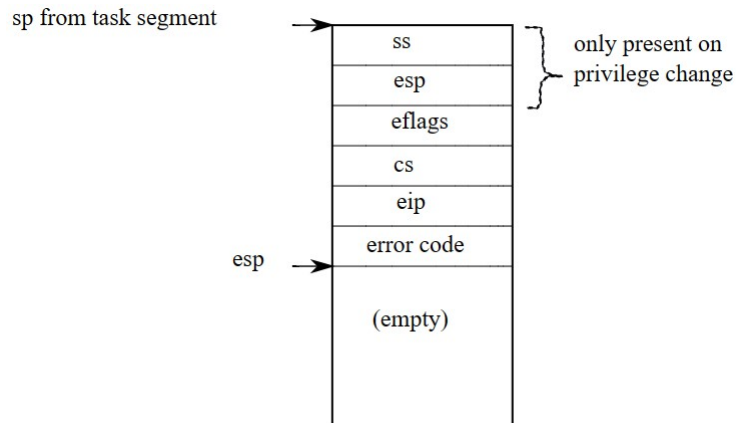 sp from task segment
ss
only present on
privilege change
esp
eflags
cs
eip
error code
esp
(empty)